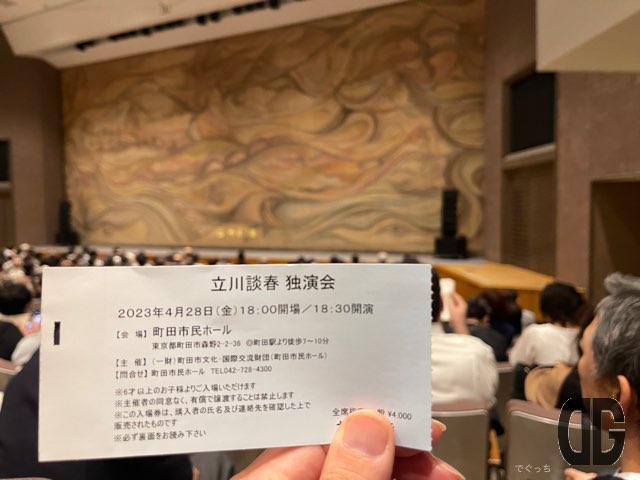 立川談春 独演会
2023年4月28日(金)18:00開場／18:30開演
【会 場】 町田市民ホール
東京都町田市森野2-2-36 ◎町田駅より徒歩7～10分
【主 催】 (一財)町田市文化・国際交流財団(町田市民ホール)
【問合せ】 町田市民ホール TEL042-728-4300
※6才以上のお子様よりご入場いただけます
※主催者の同意なく、有償で譲渡することは禁止します
※この入場券は、購入者の氏名及び連絡先を確認した上で
販売されたものです
※必ず裏面をお読み下さい
全席 ¥4,000
DG
でぐっち